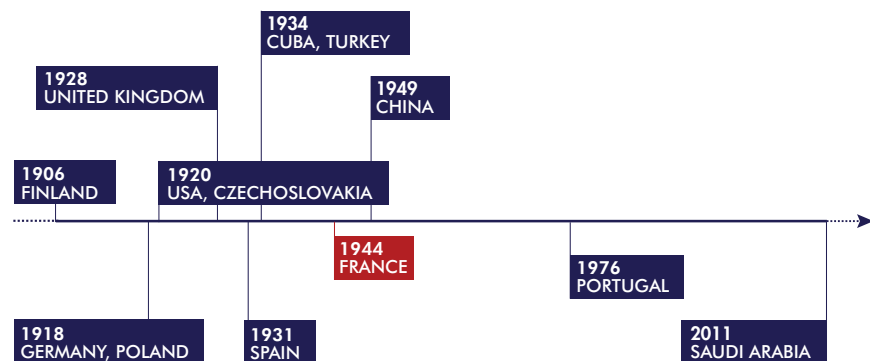 1934
CUBA, TURKEY
1928
UNITED KINGDOM
1949
CHINA
1906
FINLAND
1920
USA, CZECHOSLOVAKIA
1944
FRANCE
1976
PORTUGAL
1918
GERMANY, POLAND
1931
SPAIN
2011
SAUDI ARABIA